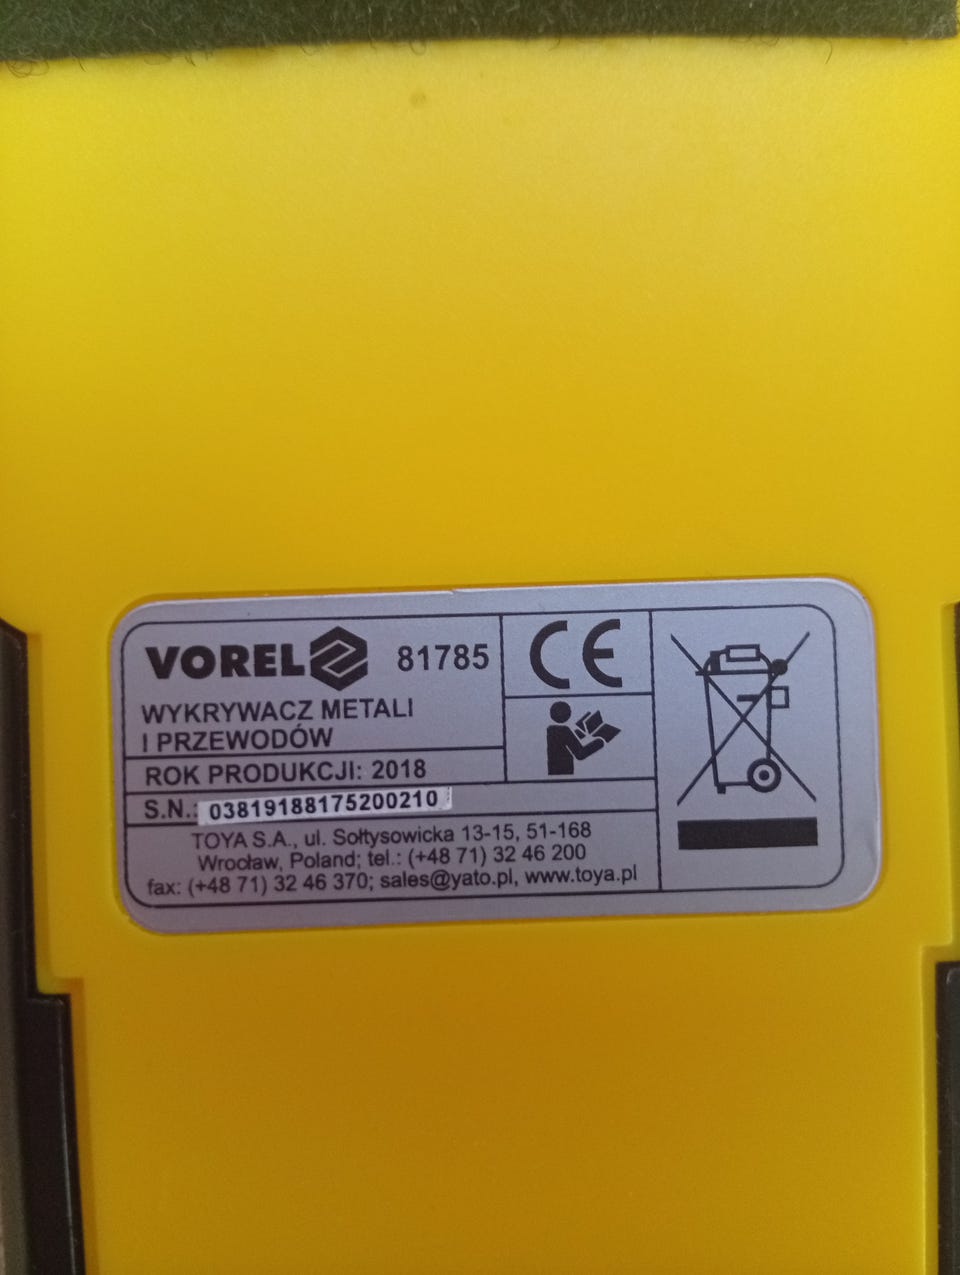 VOREL 81785
WYKRYWACZ METALI
I PRZEWODÓW
ROK PRODUKCJI: 2018
S.N.: 03819188175200210
TOYA S.A., ul. Sołtysowicka 13-15, 51-168
Wrocław, Poland; tel.: (+48 71) 32 46 200
fax: (+48 71) 32 46 370; sales@yato.pl, www.toya.pl
CE